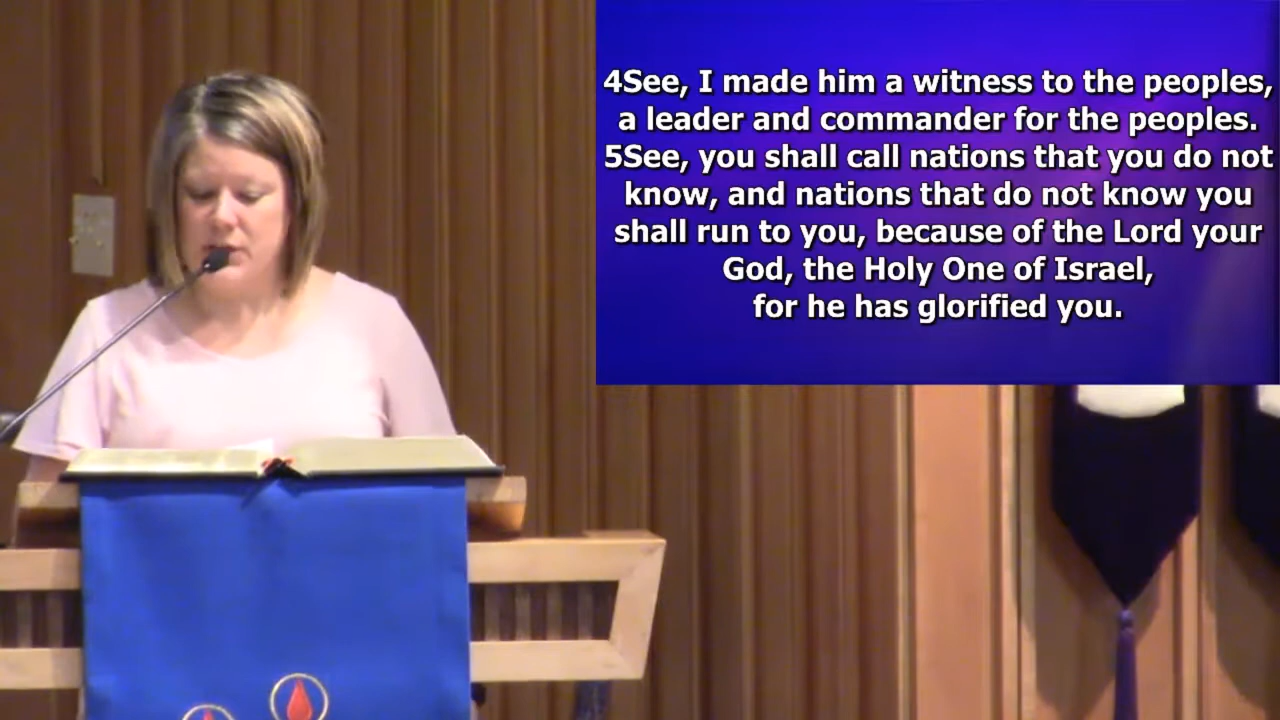 4See, I made him a witness to the peoples,
a leader and commander for the peoples.
5See, you shall call nations that you do not
know, and nations that do not know you
shall run to you, because of the Lord your
God, the Holy One of Israel,
for he has glorified you.